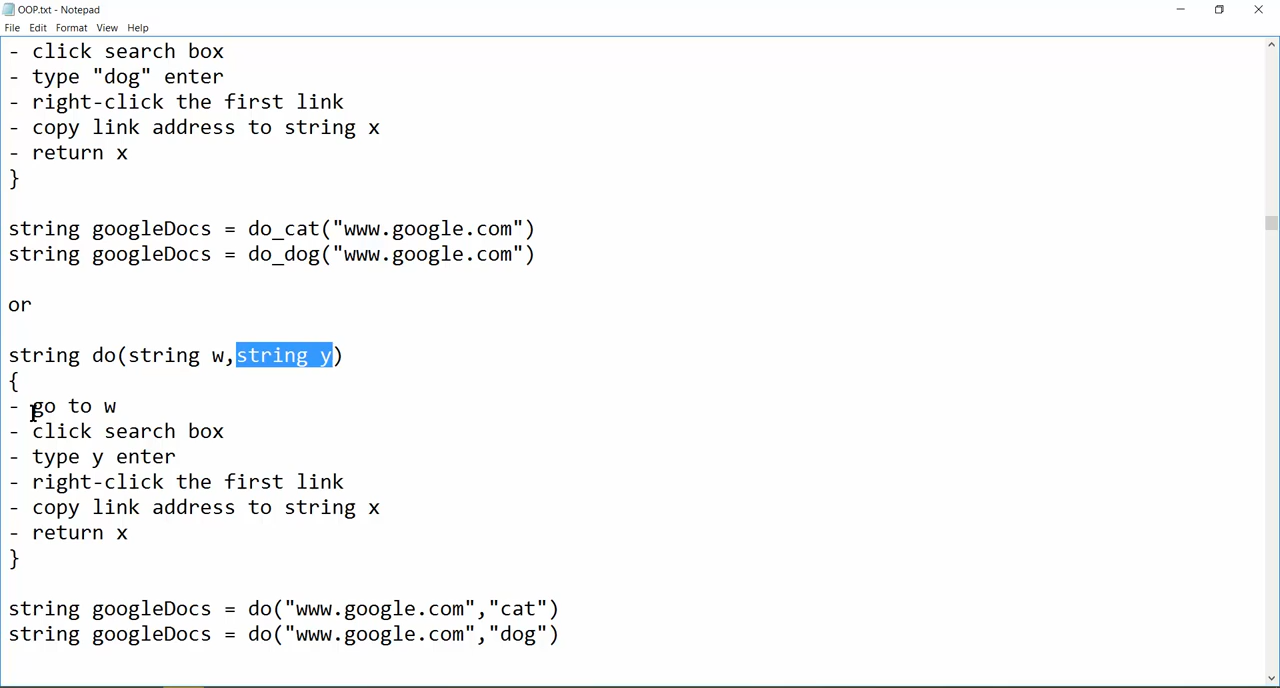 OOP.txt - Notepad
File Edit Format View Help
- click search box
- type "dog" enter
- right-click the first link
- copy link address to string x
- return x
}
string googleDocs = do_cat("www.google.com")
string googleDocs = do_dog("www.google.com")
or
string do(string w,string y)
{
- go to w
- click search box
- type y enter
- right-click the first link
- copy link address to string x
- return x
}
string googleDocs = do("www.google.com","cat")
string googleDocs = do("www.google.com","dog")